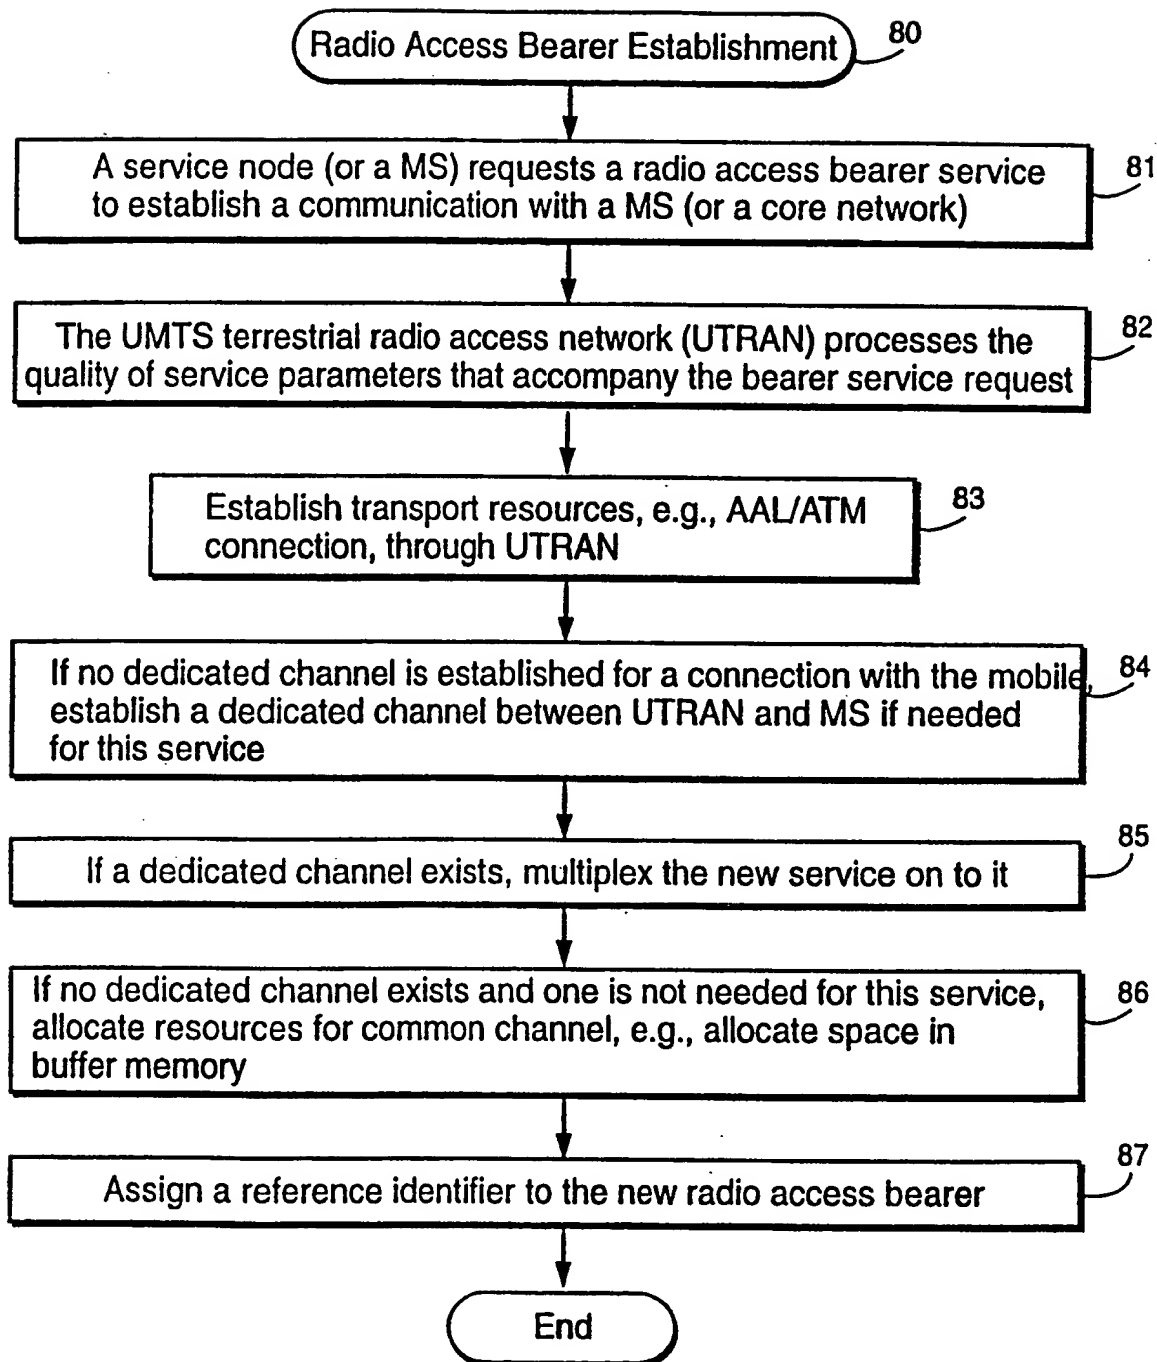 Radio Access Bearer Establishment
80
A service node (or a MS) requests a radio access bearer service
to establish a communication with a MS (or a core network)
81
The UMTS terrestrial radio access network (UTRAN) processes the
quality of service parameters that accompany the bearer service request
82
Establish transport resources, e.g., AAL/ATM
connection, through UTRAN
83
If no dedicated channel is established for a connection with the mobile,
establish a dedicated channel between UTRAN and MS if needed
for this service
84
If a dedicated channel exists, multiplex the new service on to it
85
If no dedicated channel exists and one is not needed for this service,
allocate resources for common channel, e.g., allocate space in
buffer memory
86
Assign a reference identifier to the new radio access bearer
87
End